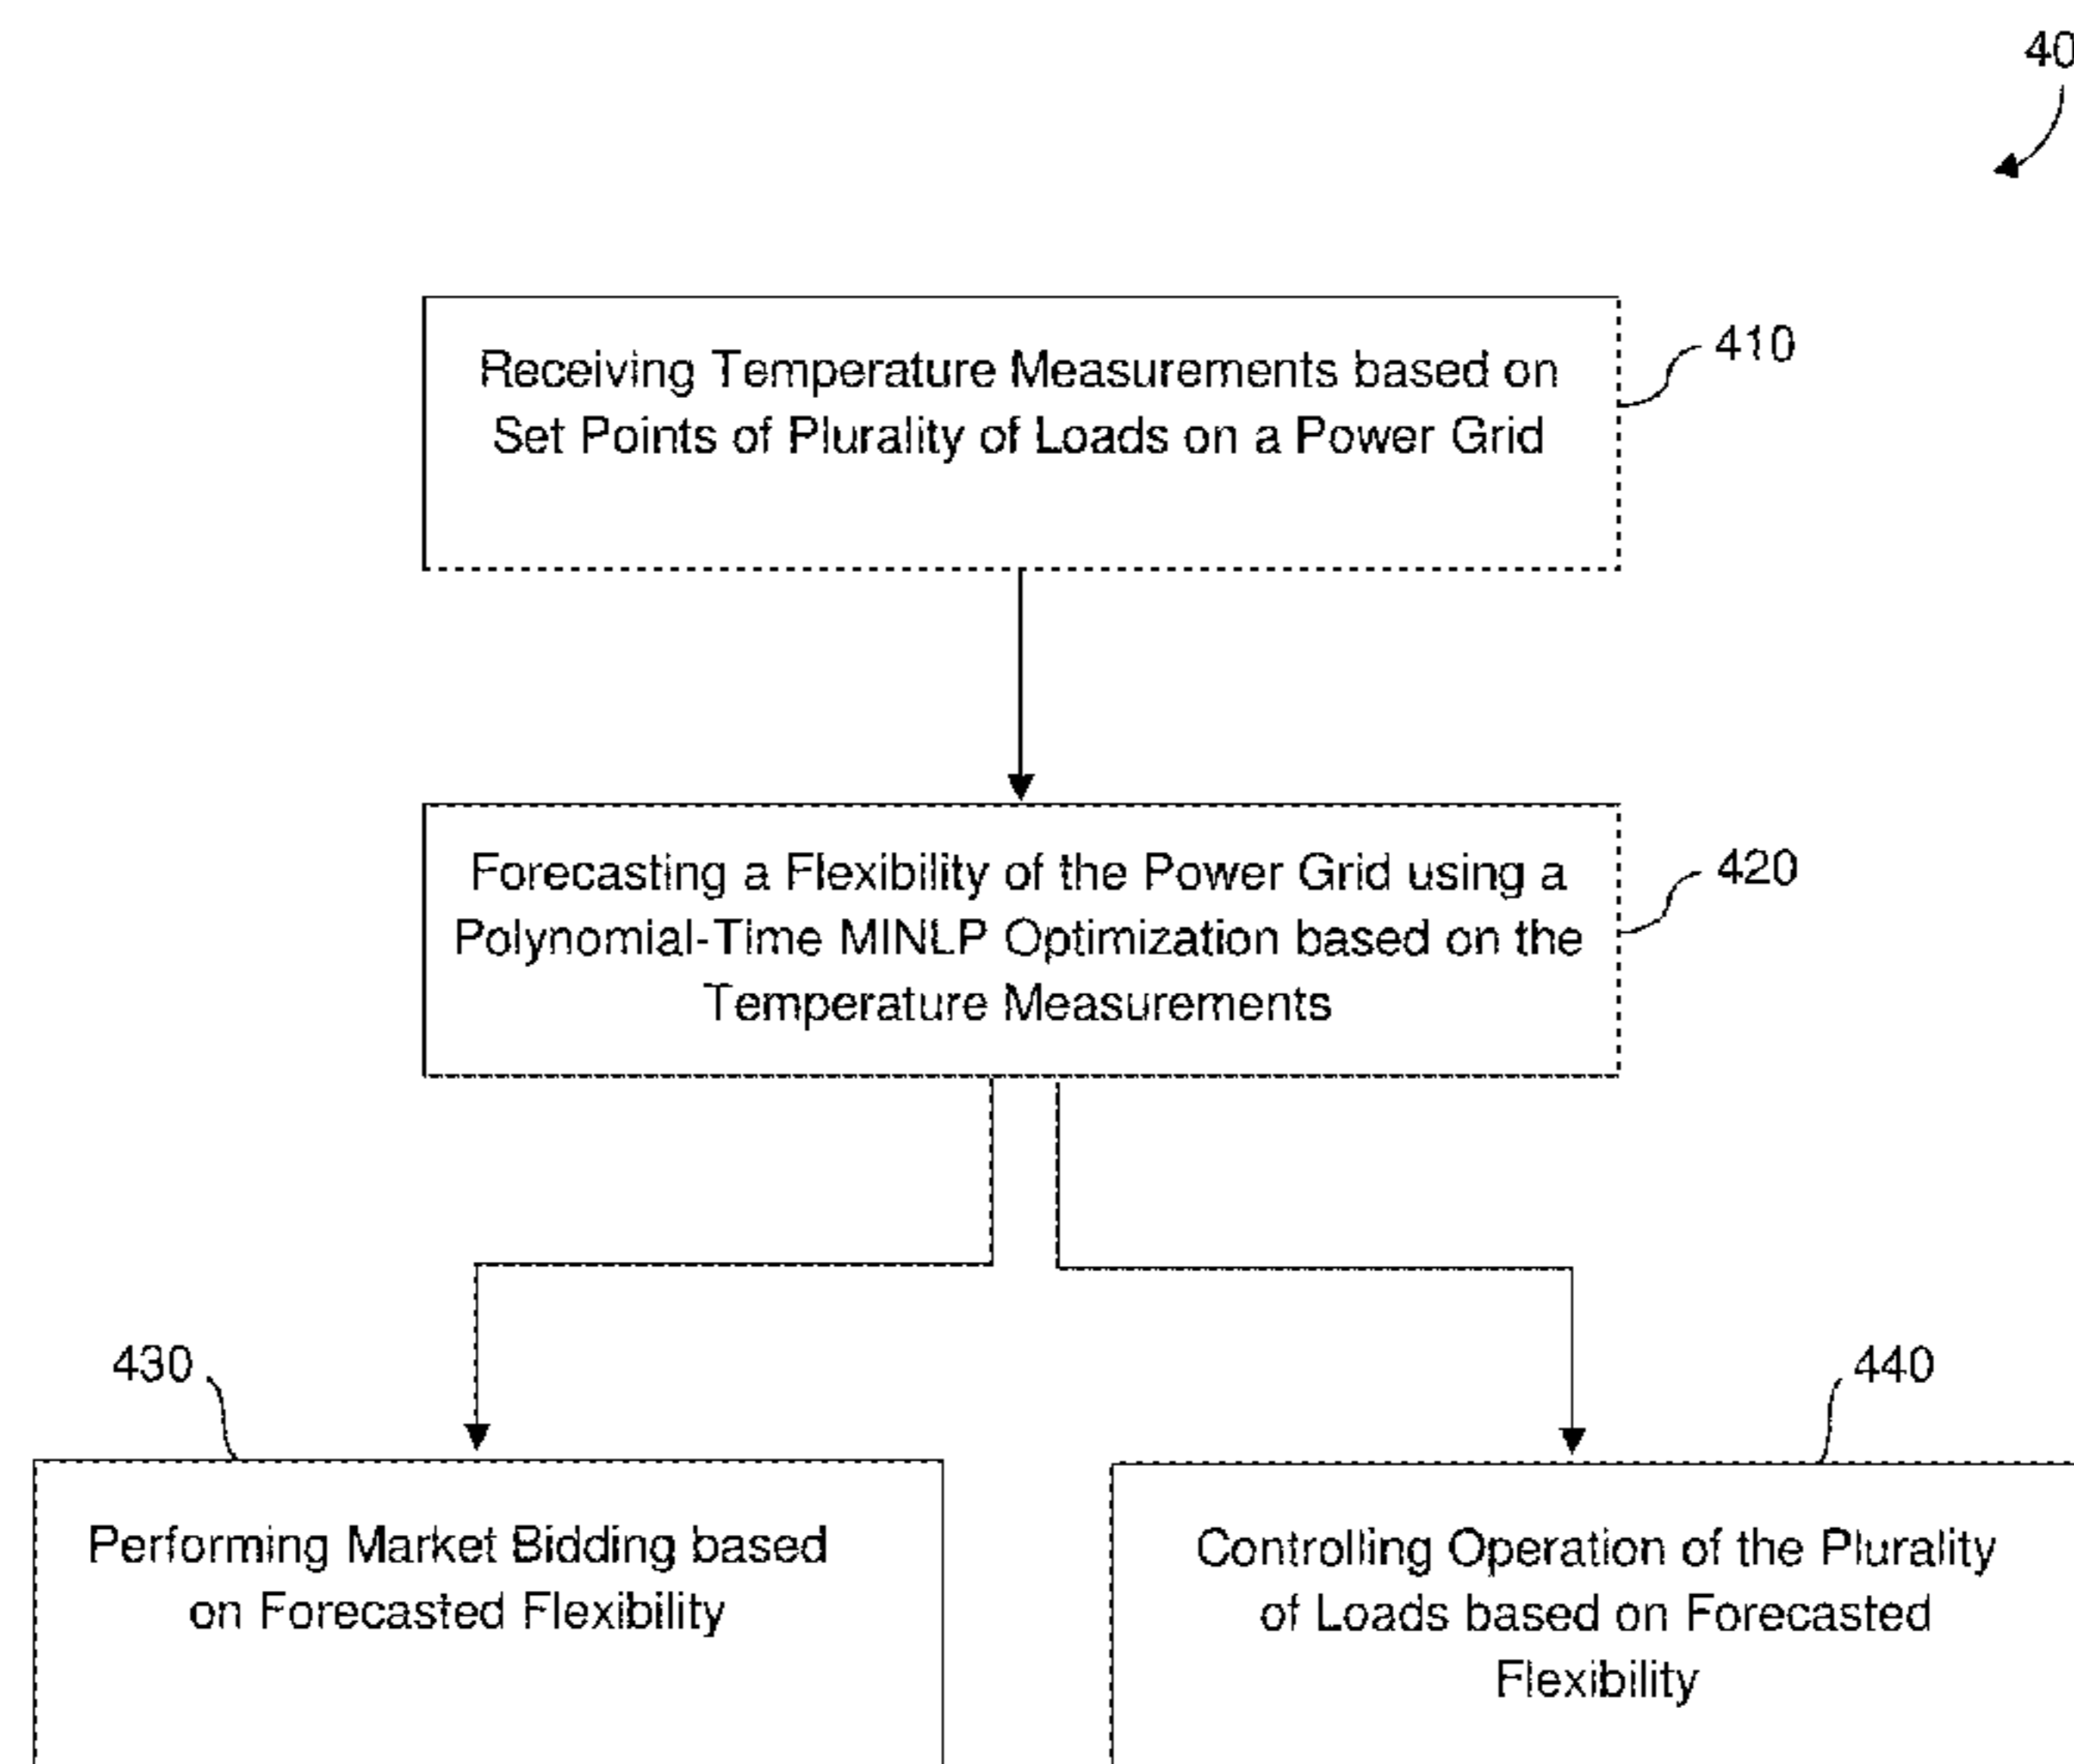 40
Receiving Temperature Measurements based on
Set Points of Plurality of Loads on a Power Grid
410
Forecasting a Flexibility of the Power Grid using a
Polynomial-Time MINLP Optimization based on the
Temperature Measurements
420
430
440
Performing Market Bidding based
on Forecasted Flexibility
Controlling Operation of the Plurality
of Loads based on Forecasted
Flexibility